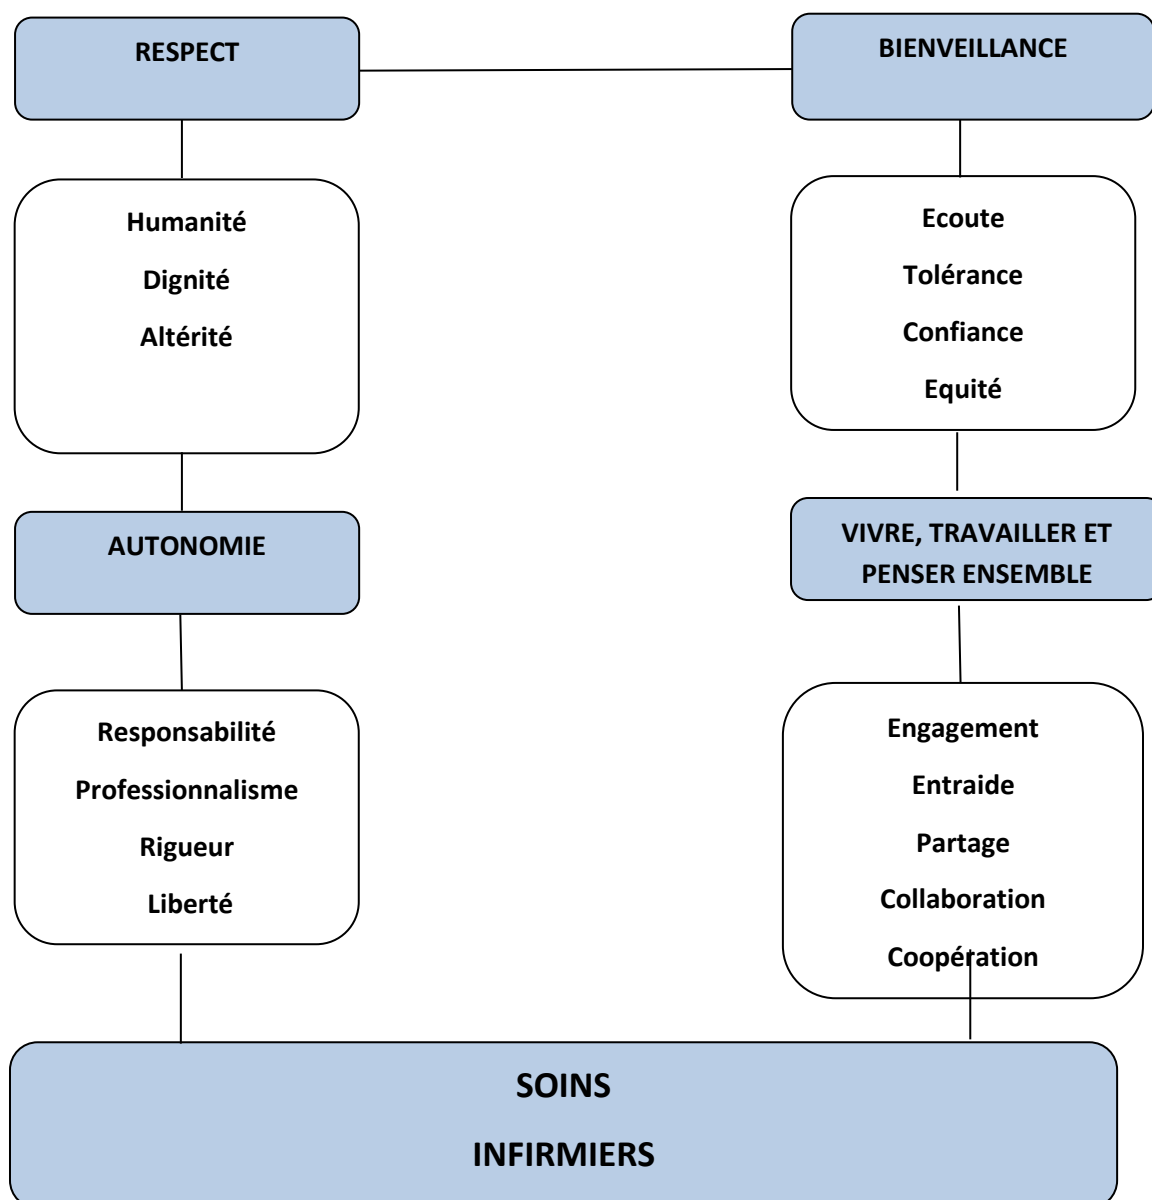 RESPECT
BIENVEILLANCE
Humanité
Dignité
Altérité
Ecoute
Tolérance
Confiance
Equité
AUTONOMIE
VIVRE, TRAVAILLER ET
PENSER ENSEMBLE
Responsabilité
Professionnalisme
Rigueur
Liberté
Engagement
Entraide
Partage
Collaboration
Coopération
SOINS
INFIRMIERS